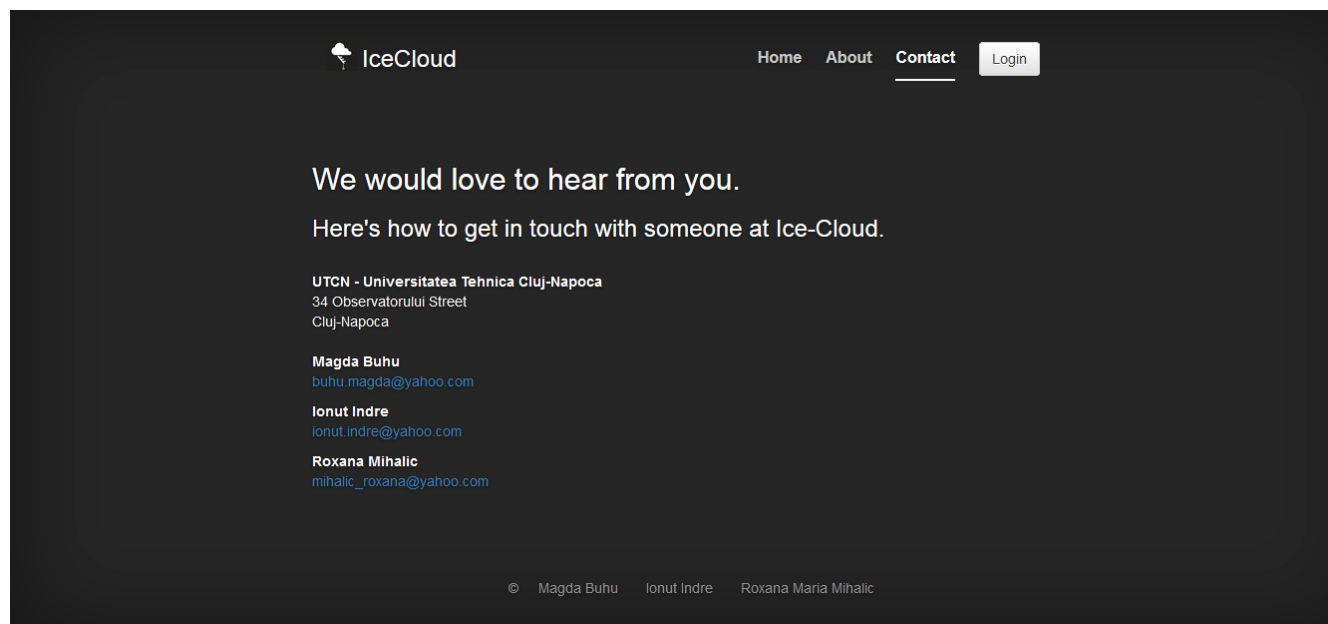 IceCloud
Home About Contact Login
We would love to hear from you.
Here's how to get in touch with someone at Ice-Cloud.
UTCN - Universitatea Tehnica Cluj-Napoca
34 Observatorului Street
Cluj-Napoca
Magda Buhu
buhu.magda@yahoo.com
Ionut Indre
ionut.indre@yahoo.com
Roxana Mihalic
mihalic_roxana@yahoo.com
© Magda Buhu Ionut Indre Roxana Maria Mihalic